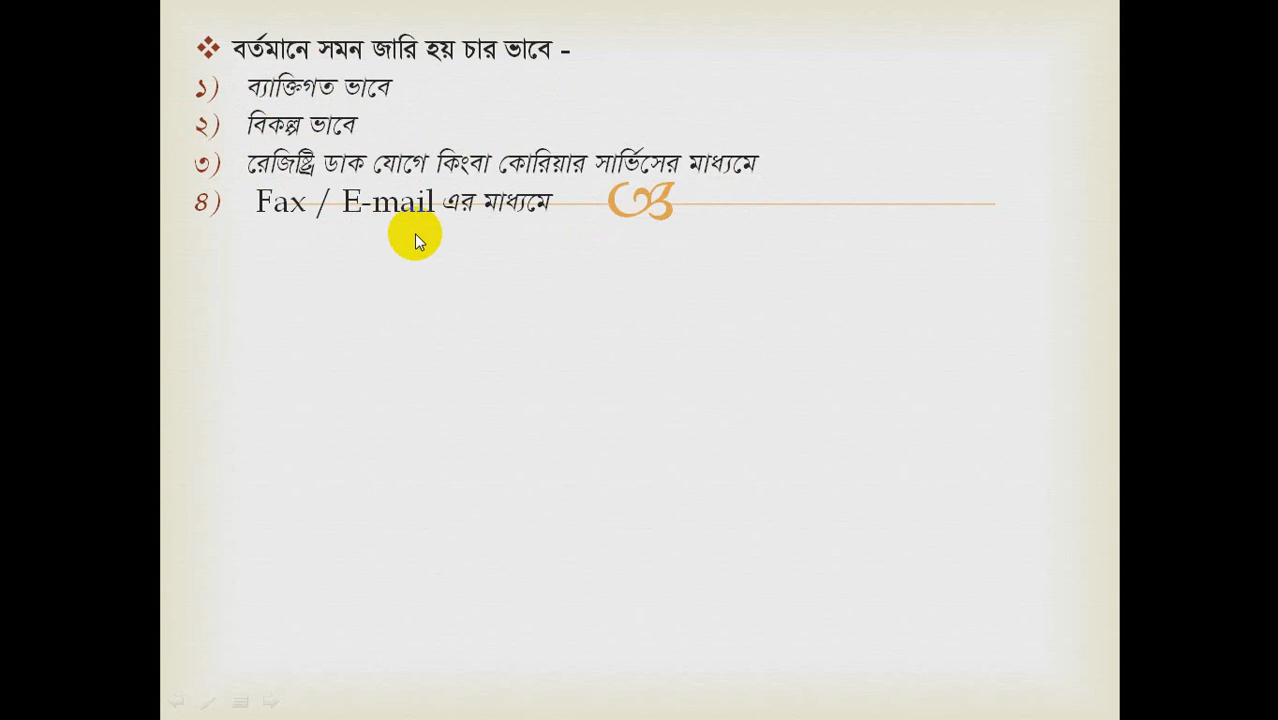 ❖ বর্তমানে সমন জারি হয় চার ভাবে -
১) ব্যাক্তিগত ভাবে
২) বিকল্প ভাবে
৩) রেজিষ্ট্রি ডাক যোগে কিংবা কোরিয়ার সার্ভিসের মাধ্যমে
৪) Fax / E-mail এর মাধ্যমে